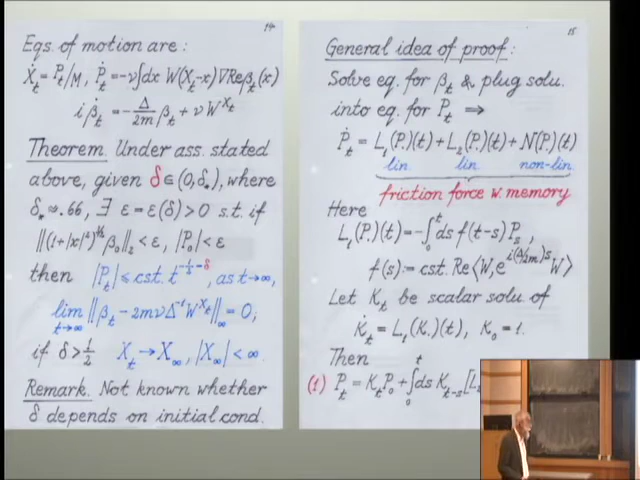 14
Eqs. of motion are:
Ẋ_t = P_t/M, Ṗ_t = -ν∫dx W(X_t-x)∇Re β_t(x)
i β̇_t = -Δ/2m β_t + ν W^{X_t}
Theorem. Under ass. stated
above, given δ ∈ (0,δ_*), where
δ_* ≈ .66, ∃ ε = ε(δ) > 0 s.t. if
‖(1+|x|²)^{3/2} β_0‖_2 < ε, |P_0| < ε
then |P_t| ≤ cst. t^{-1/2-δ}, as t→∞,
lim_{t→∞} ‖β_t - 2mνΔ^{-1}W^{X_t}‖_∞ = 0;
if δ > 1/2 X_t → X_∞, |X_∞| < ∞.
Remark. Not known whether
δ depends on initial cond.
15
General idea of proof:
Solve eq. for β_t & plug solu.
into eq. for P_t ⇒
Ṗ_t = L_1(P.)(t) + L_2(P.)(t) + N(P.)(t)
lin. lin. non-lin.
friction force w. memory
Here
L_1(P.)(t) = -∫_0^t ds f(t-s) P_s,
f(s) := cst. Re⟨W, e^{i(Δ/2m)s} W⟩
Let K_t be scalar solu. of
K̇_t = L_1(K.)(t), K_0 = 1.
Then
(1) P_t = K_t P_0 + ∫_0^t ds K_{t-s} [L